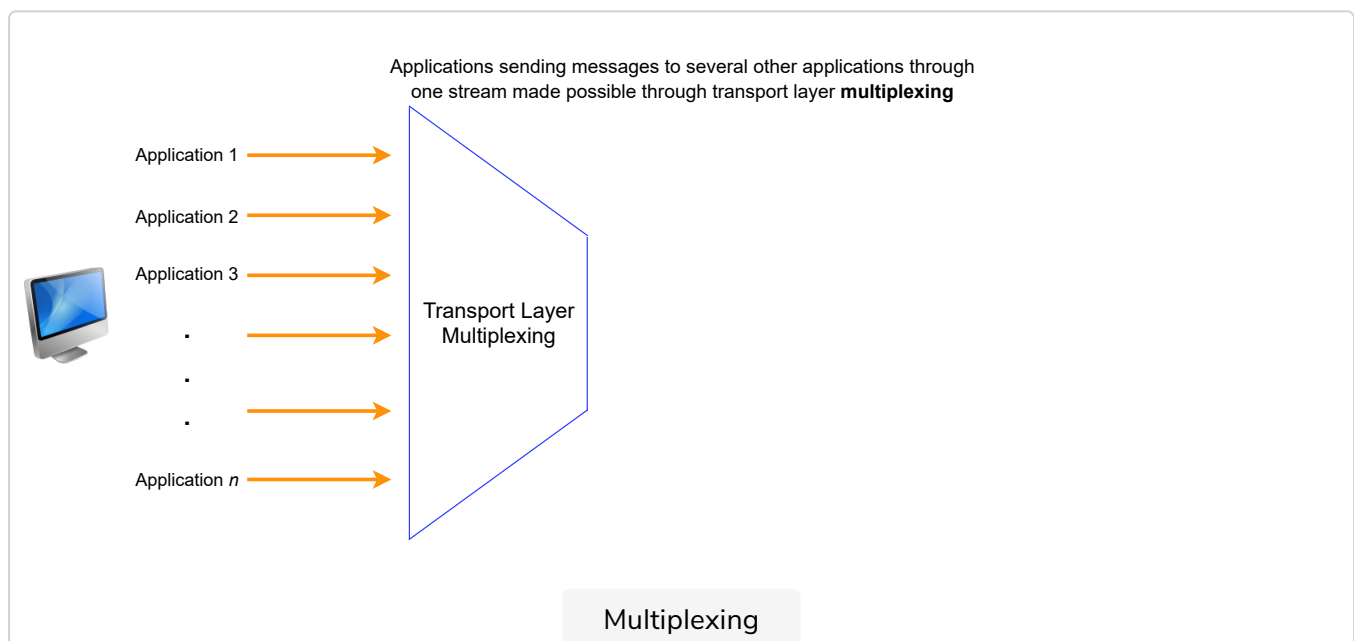 Applications sending messages to several other applications through
one stream made possible through transport layer multiplexing
Application 1
Application 2
Application 3
.
.
.
Application n
Transport Layer
Multiplexing
Multiplexing